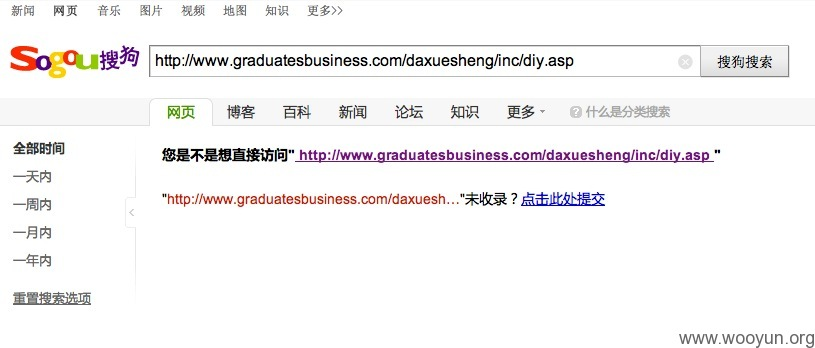 新闻 网页 音乐 图片 视频 地图 知识 更多>>
Sogou搜狗 http://www.graduatesbusiness.com/daxuesheng/inc/diy.asp 搜狗搜索
网页 博客 百科 新闻 论坛 知识 更多 ? 什么是分类搜索
全部时间
一天内
一周内
一月内
一年内
重置搜索选项
您是不是想直接访问" http://www.graduatesbusiness.com/daxuesheng/inc/diy.asp "
"http://www.graduatesbusiness.com/daxuesh…"未收录？点击此处提交
www.wooyun.org